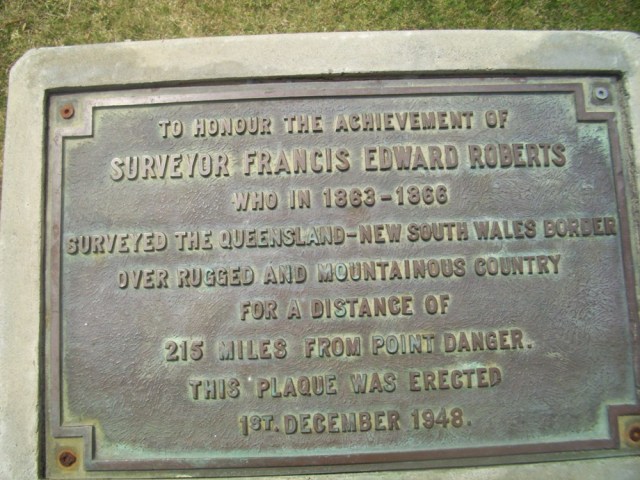 TO HONOUR THE ACHIEVEMENT OF
SURVEYOR FRANCIS EDWARD ROBERTS
WHO IN 1863-1866
SURVEYED THE QUEENSLAND-NEW SOUTH WALES BORDER
OVER RUGGED AND MOUNTAINOUS COUNTRY
FOR A DISTANCE OF
215 MILES FROM POINT DANGER.
THIS PLAQUE WAS ERECTED
1ST. DECEMBER 1948.